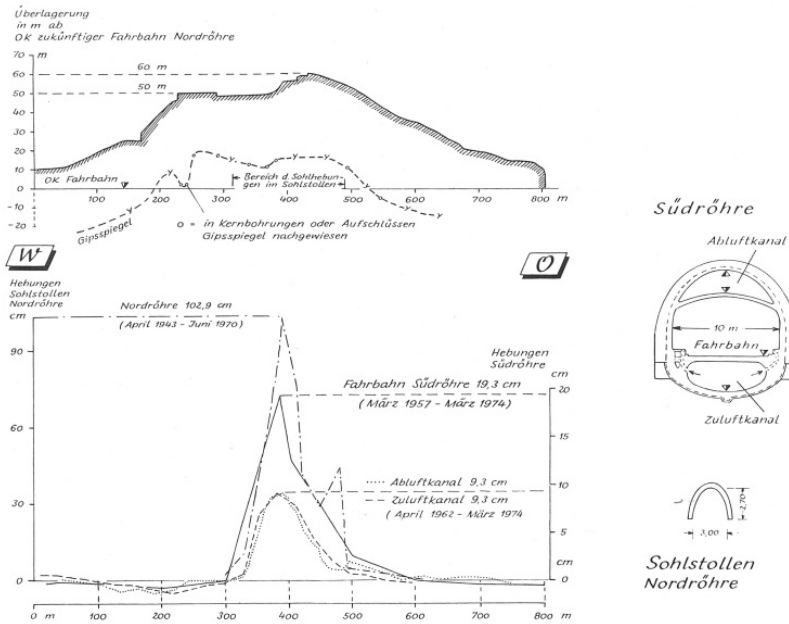 Überlagerung
in m ab
OK zukünftiger Fahrbahn Nordröhre
70 m
60
50
40
30
20
10
0
-10
-20
60 m
50 m
OK Fahrbahn
100
200
300
400
500
600
700
800
m
Bereich d. Sohlhebun-
gen im Sohlstollen
Gipsspiegel
o = in Kernbohrungen oder Aufschlüssen
Gipsspiegel nachgewiesen
W
O
Hebungen
Sohlstollen
Nordröhre
cm
90
60
30
0
Nordröhre 102,9 cm
(April 1943 - Juni 1970)
Hebungen
Südröhre
cm
20
15
10
5
cm
0
Fahrbahn Südröhre 19,3 cm
(März 1957 - März 1974)
Abluftkanal 9,3 cm
Zuluftkanal 9,3 cm
(April 1962 - März 1974
0 m
100
200
300
400
500
600
700
800 m
Südröhre
Abluftkanal
10 m
Fahrbahn
Zuluftkanal
2,70
3,00
Sohlstollen
Nordröhre